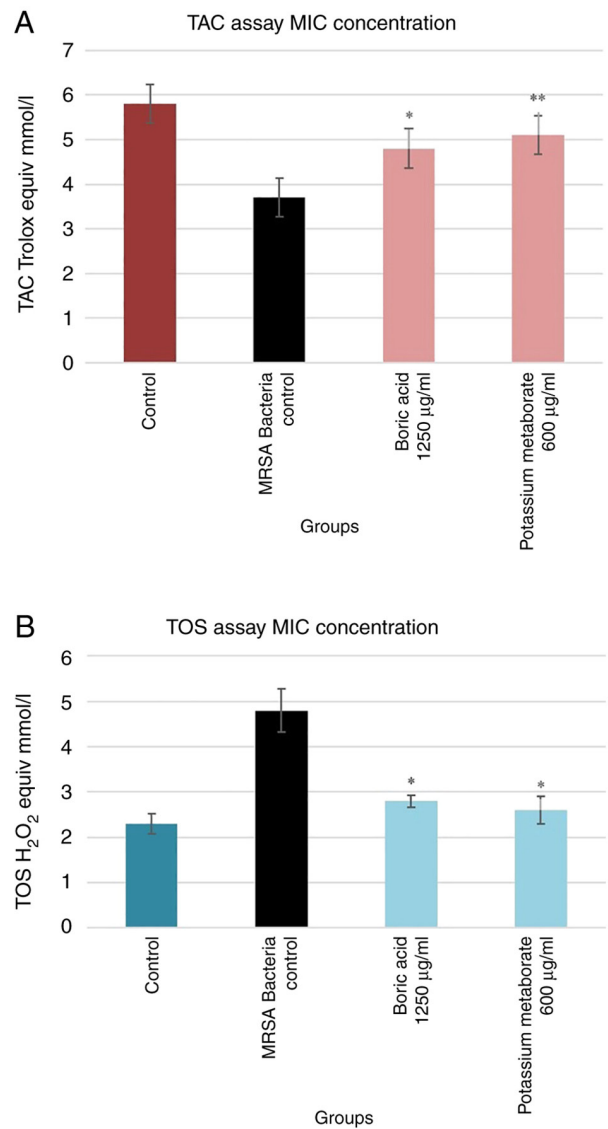 A
TAC assay MIC concentration
TAC Trolox equiv mmol/l
7
6
5
4
3
2
1
0
*
**
Control
MRSA Bacteria
control
Boric acid
1250 µg/ml
Potassium metaborate
600 µg/ml
Groups
B
TOS assay MIC concentration
TOS H₂O₂ equiv mmol/l
6
5
4
3
2
1
0
*
*
Control
MRSA Bacteria
control
Boric acid
1250 µg/ml
Potassium metaborate
600 µg/ml
Groups